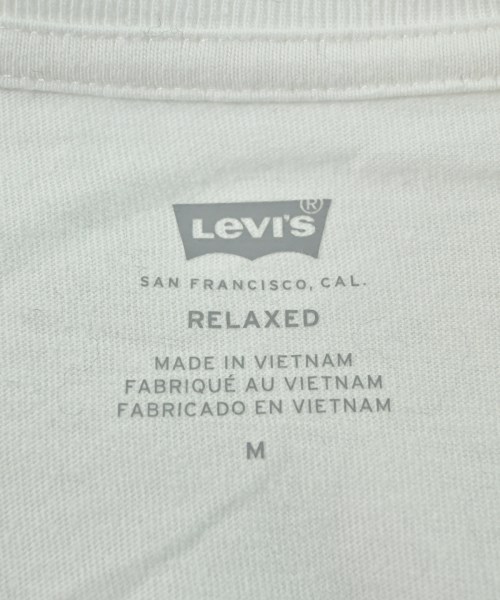 Levi's®
SAN FRANCISCO, CAL.
RELAXED
MADE IN VIETNAM
FABRIQUÉ AU VIETNAM
FABRICADO EN VIETNAM
M